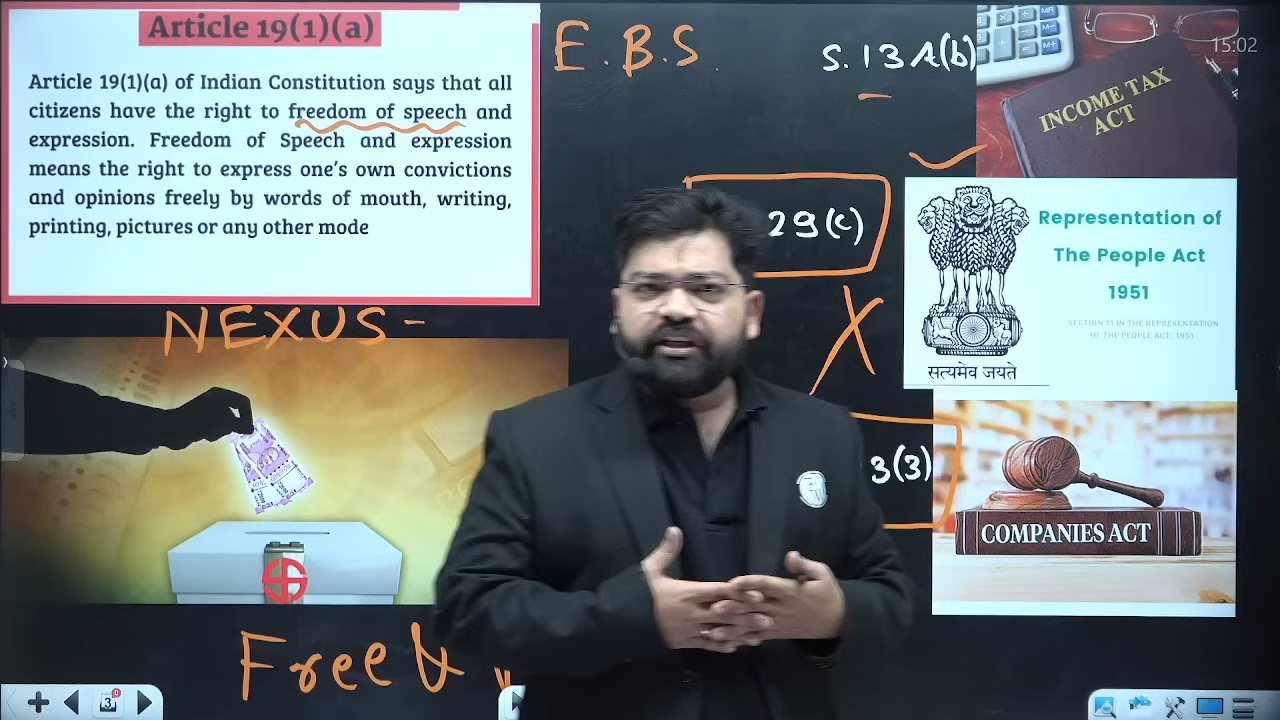 Article 19(1)(a)
Article 19(1)(a) of Indian Constitution says that all
citizens have the right to freedom of speech and
expression. Freedom of Speech and expression
means the right to express one's own convictions
and opinions freely by words of mouth, writing,
printing, pictures or any other mode
E.B.S.
S.13A(b)
15:02
INCOME TAX
ACT
29(c)
Representation of
The People Act
1951
SECTION 11 IN THE REPRESENTATION
OF THE PEOPLE ACT, 1951
सत्यमेव जयते
NEXUS-
X
3(3)
COMPANIES ACT
Free &
3